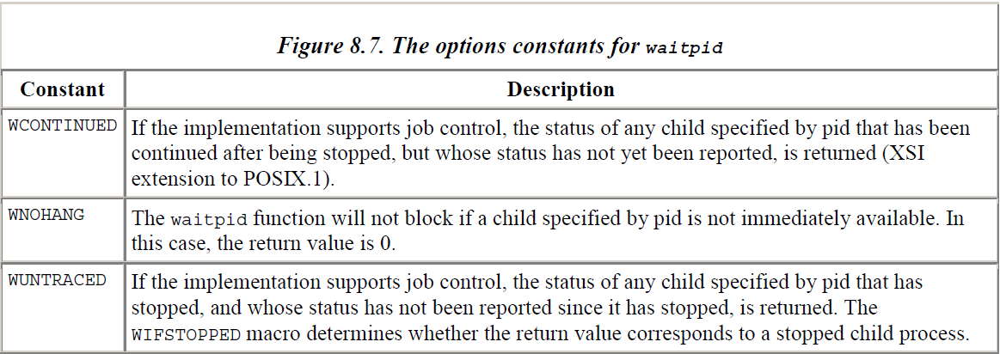 Figure 8.7. The options constants for waitpid
Constant Description
WCONTINUED If the implementation supports job control, the status of any child specified by pid that has been
continued after being stopped, but whose status has not yet been reported, is returned (XSI
extension to POSIX.1).
WNOHANG The waitpid function will not block if a child specified by pid is not immediately available. In
this case, the return value is 0.
WUNTRACED If the implementation supports job control, the status of any child specified by pid that has
stopped, and whose status has not been reported since it has stopped, is returned. The
WIFSTOPPED macro determines whether the return value corresponds to a stopped child process.